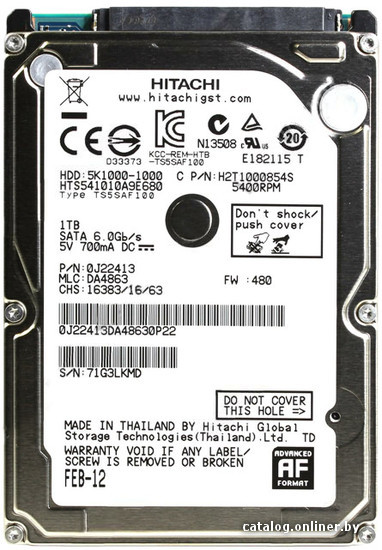 HITACHI
www.hitachigst.com
D33373
KCC-REM-HTB
-TS5SAF100
N13508
20
E182115 T
HDD:5K1000-1000 C P/N:H2T1000854S
HTS541010A9E680 5400RPM
Type TS5SAF100
1TB
SATA 6.0Gb/s
5V 700mA DC
Don't shock/
push cover
P/N:0J22413
MLC:DA4863
CHS:16383/16/63
FW :480
0J22413DA48630P22
S/N:71G3LKMD
DO NOT COVER
THIS HOLE
MADE IN THAILAND BY Hitachi Global
Storage Technologies(Thailand).Ltd. TD
WARRANTY VOID IF ANY LABEL/
SCREW IS REMOVED OR BROKEN
FEB-12
ADVANCED
AF
FORMAT
catalog.onliner.by